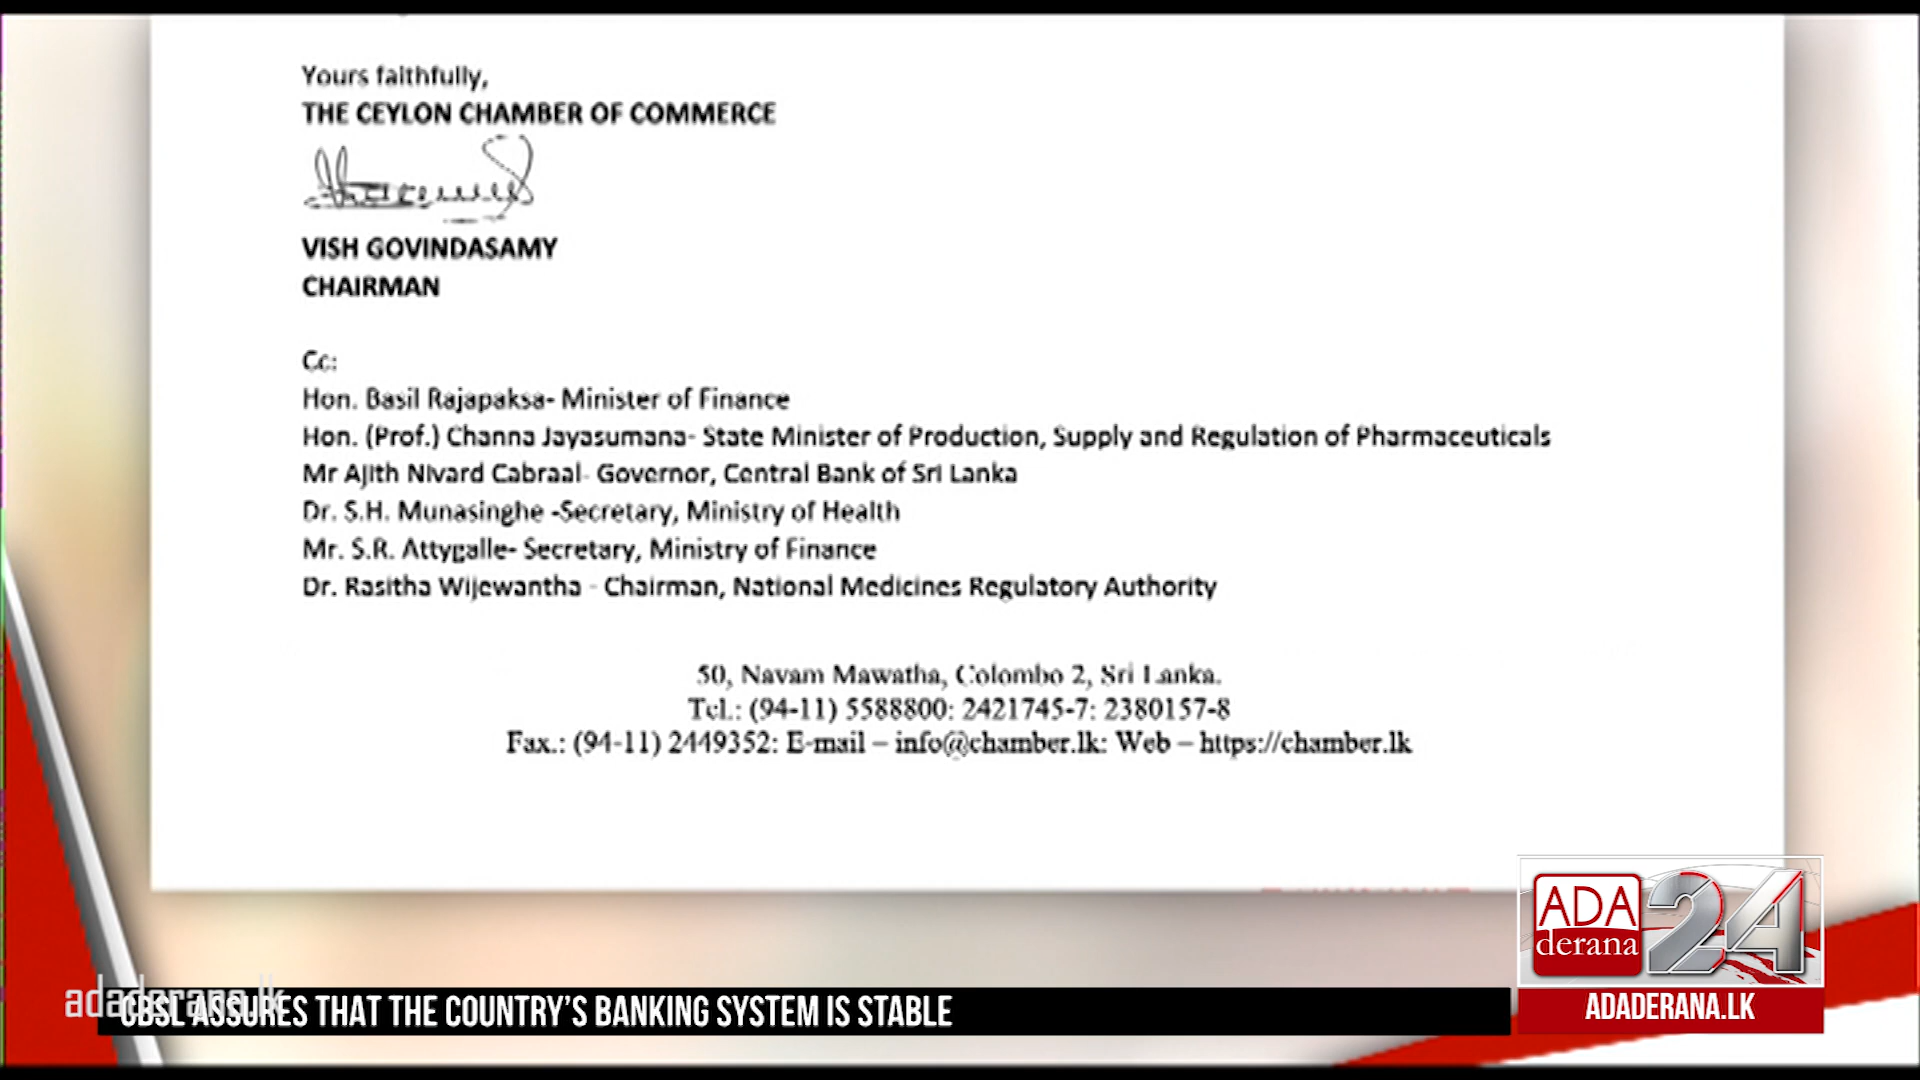 Yours faithfully,
THE CEYLON CHAMBER OF COMMERCE
VISH GOVINDASAMY
CHAIRMAN
Cc:
Hon. Basil Rajapaksa- Minister of Finance
Hon. (Prof.) Channa Jayasumana- State Minister of Production, Supply and Regulation of Pharmaceuticals
Mr Ajith Nivard Cabraal- Governor, Central Bank of Sri Lanka
Dr. S.H. Munasinghe -Secretary, Ministry of Health
Mr. S.R. Attygalle- Secretary, Ministry of Finance
Dr. Rasitha Wijewantha - Chairman, National Medicines Regulatory Authority
50, Navam Mawatha, Colombo 2, Sri Lanka.
Tel.: (94-11) 5588800: 2421745-7: 2380157-8
Fax.: (94-11) 2449352: E-mail – info@chamber.lk: Web – https://chamber.lk
ADA
derana
24
ADADERANA.LK
adaderana.lk
CBSL ASSURES THAT THE COUNTRY’S BANKING SYSTEM IS STABLE